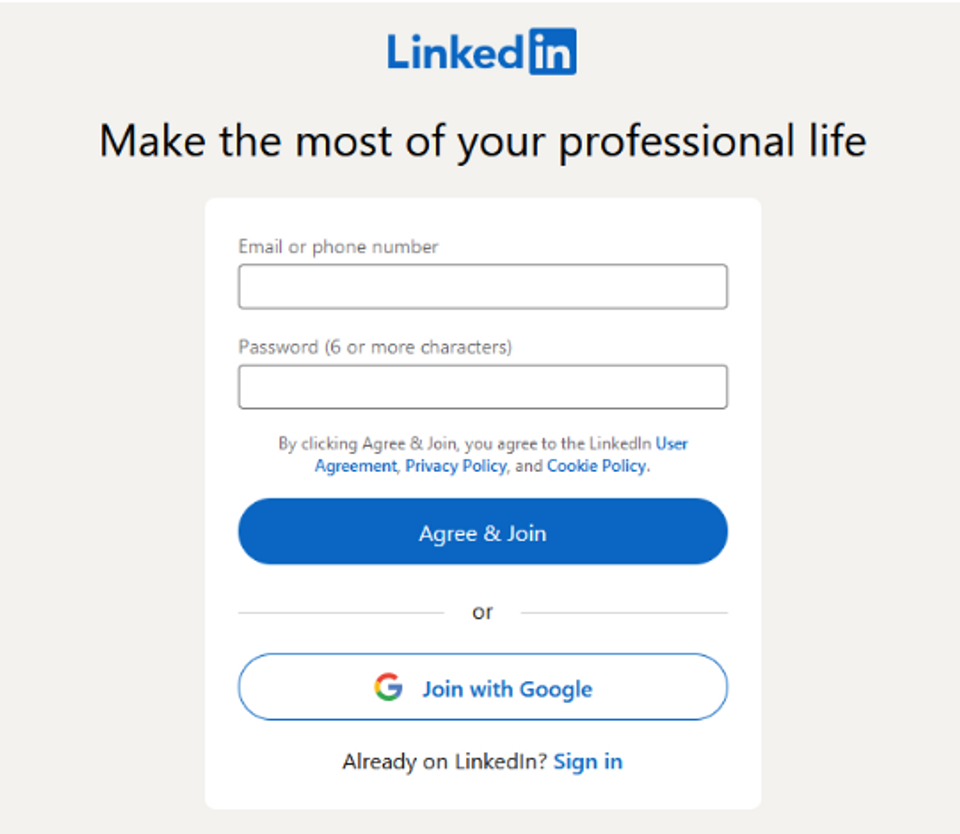 LinkedIn
Make the most of your professional life
Email or phone number
Password (6 or more characters)
By clicking Agree & Join, you agree to the LinkedIn User
Agreement, Privacy Policy, and Cookie Policy.
Agree & Join
or
Join with Google
Already on LinkedIn? Sign in